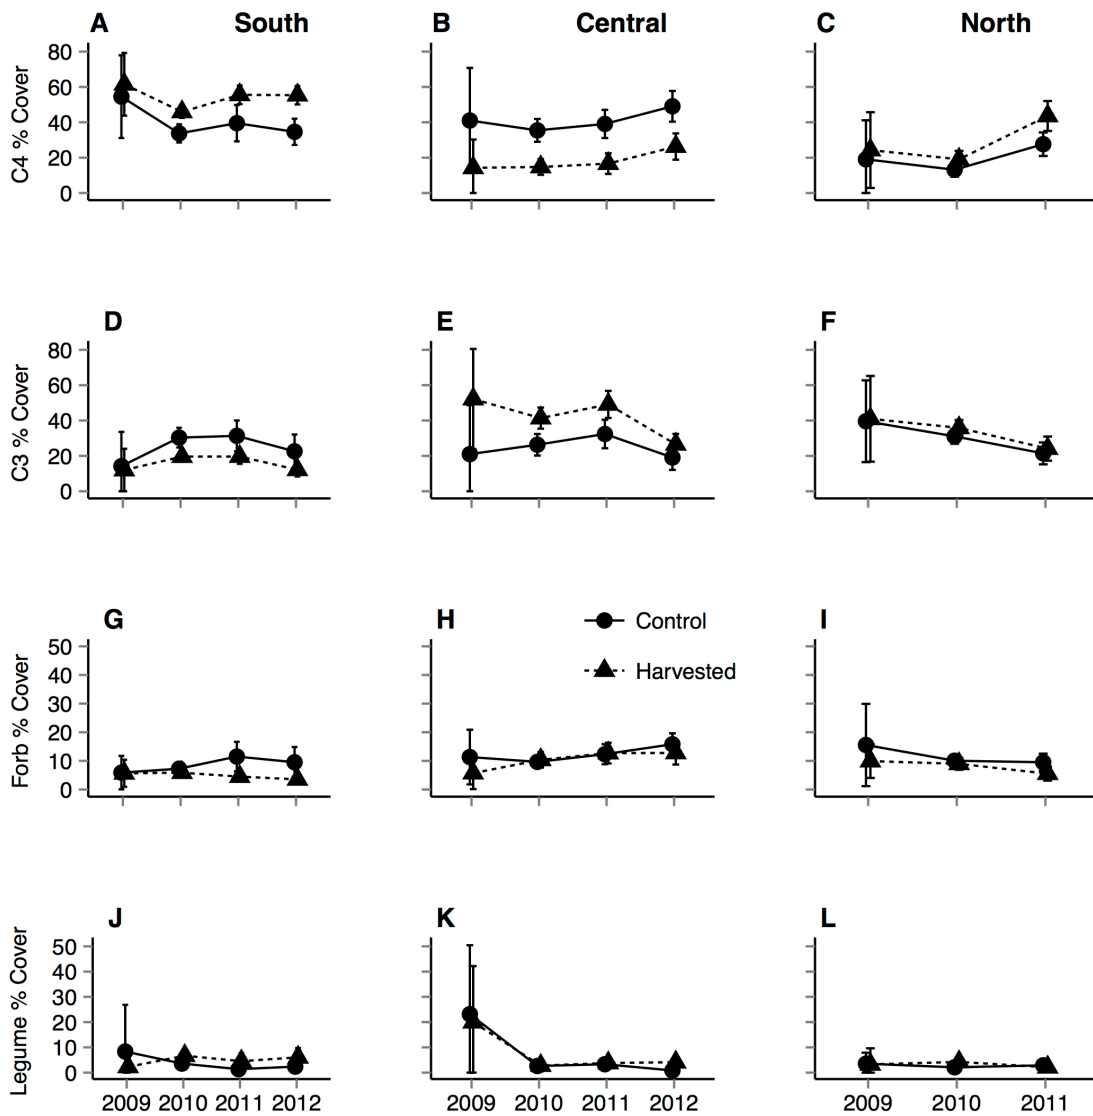 A South B Central C North
80
60
40
20
0
C4 % Cover
D E F
80
60
40
20
0
C3 % Cover
G H I
Control
Harvested
50
40
30
20
10
0
Forb % Cover
J K L
50
40
30
20
10
0
Legume % Cover
2009 2010 2011 2012 2009 2010 2011 2012 2009 2010 2011